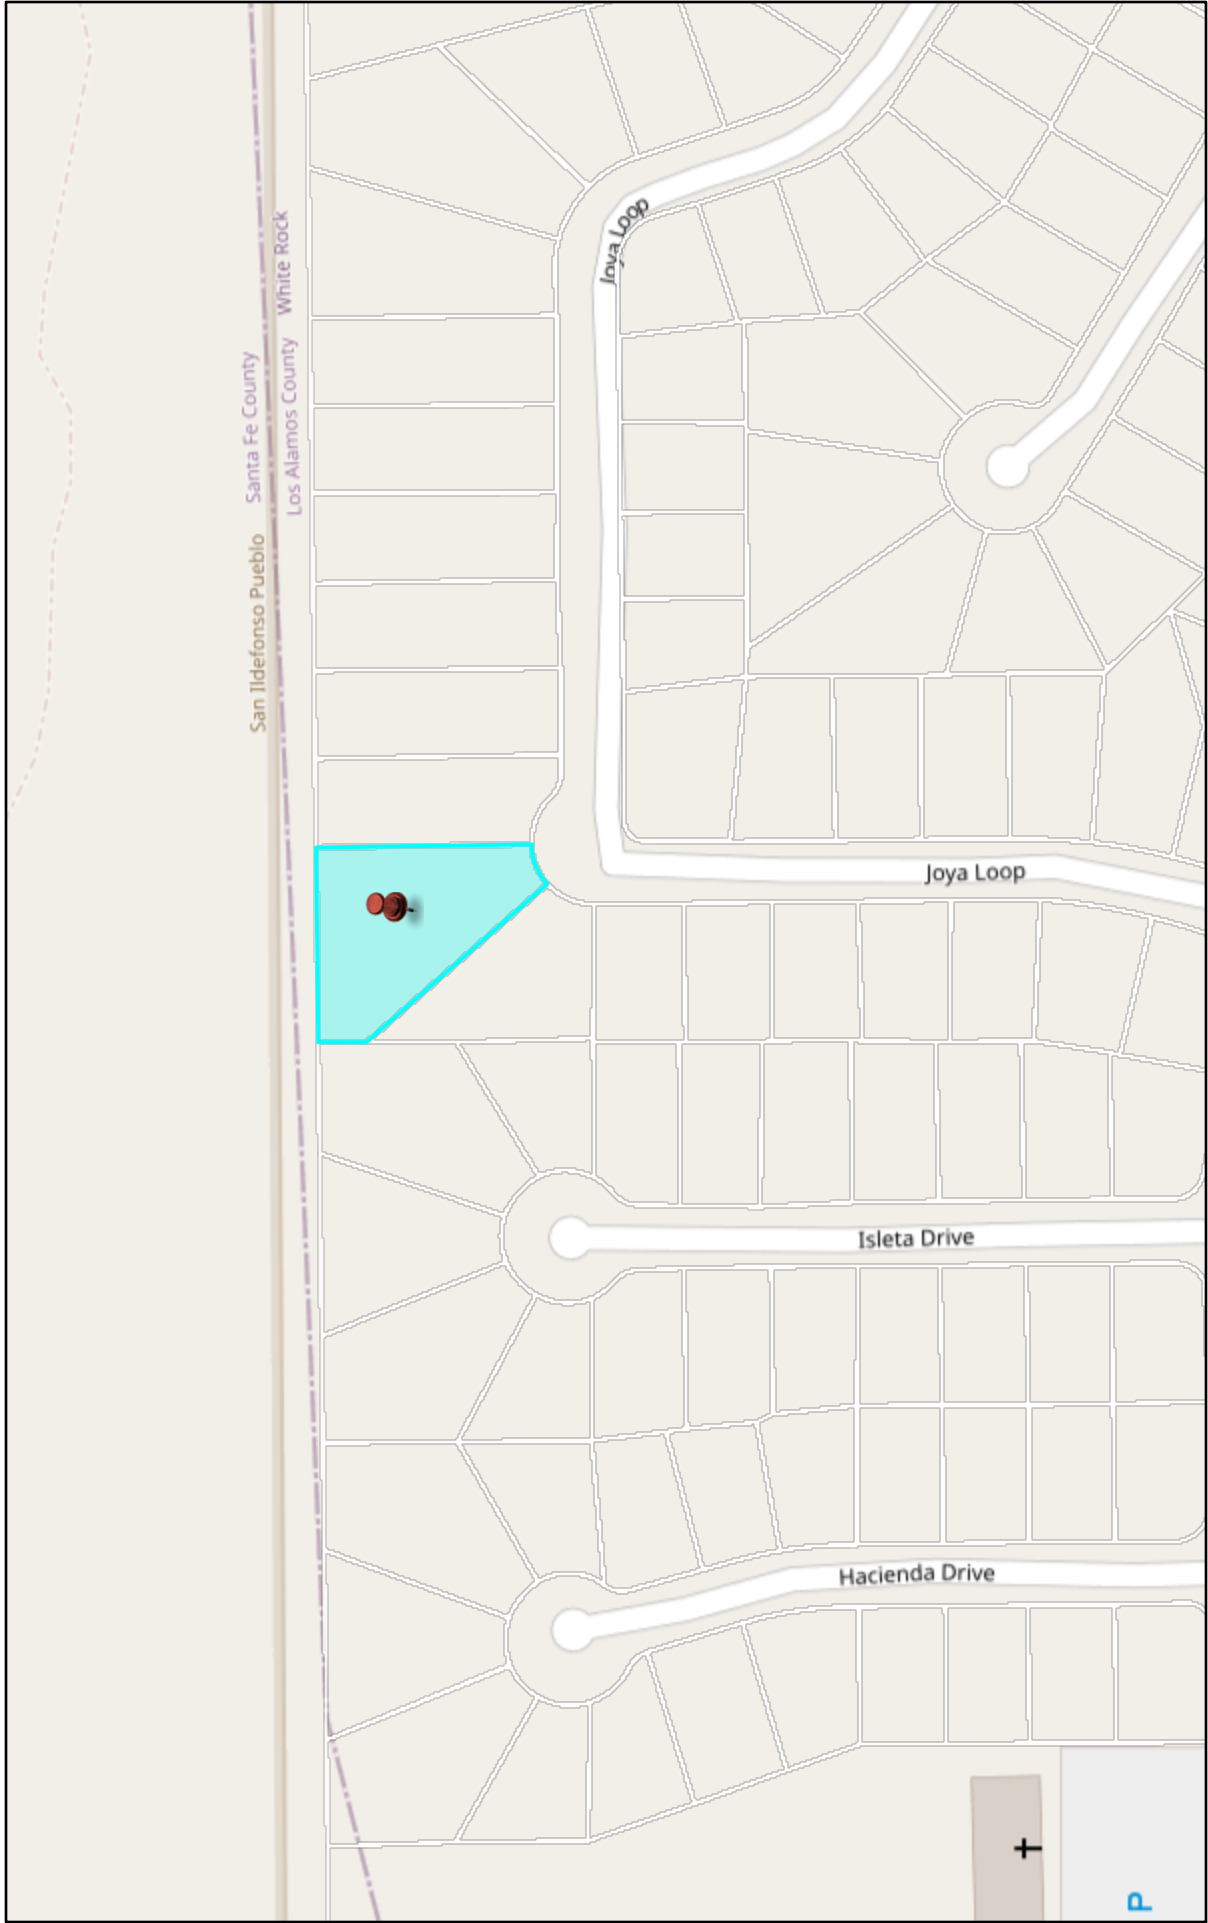 White Rock
Joya Loop
Santa Fe County
Los Alamos County
San Ildefonso Pueblo
Joya Loop
Isleta Drive
Hacienda Drive
P